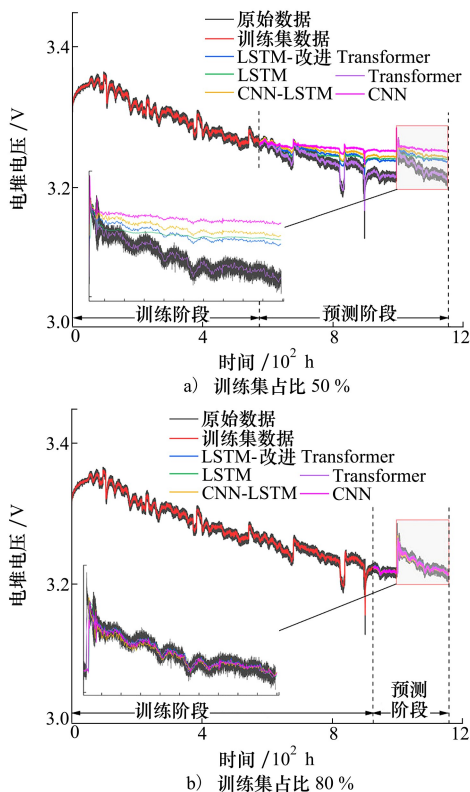 原始数据
训练集数据
LSTM-改进 Transformer
LSTM Transformer
CNN-LSTM CNN
3.4
3.2
3.0
电堆电压 /V
训练阶段 预测阶段
0 4 6 8 10 12
时间 /10² h
a） 训练集占比 50 %
原始数据
训练集数据
LSTM-改进 Transformer
LSTM Transformer
CNN-LSTM CNN
3.4
3.2
3.0
电堆电压 /V
预测
训练阶段 阶段
0 4 6 8 10 12
时间 /10² h
b） 训练集占比 80 %